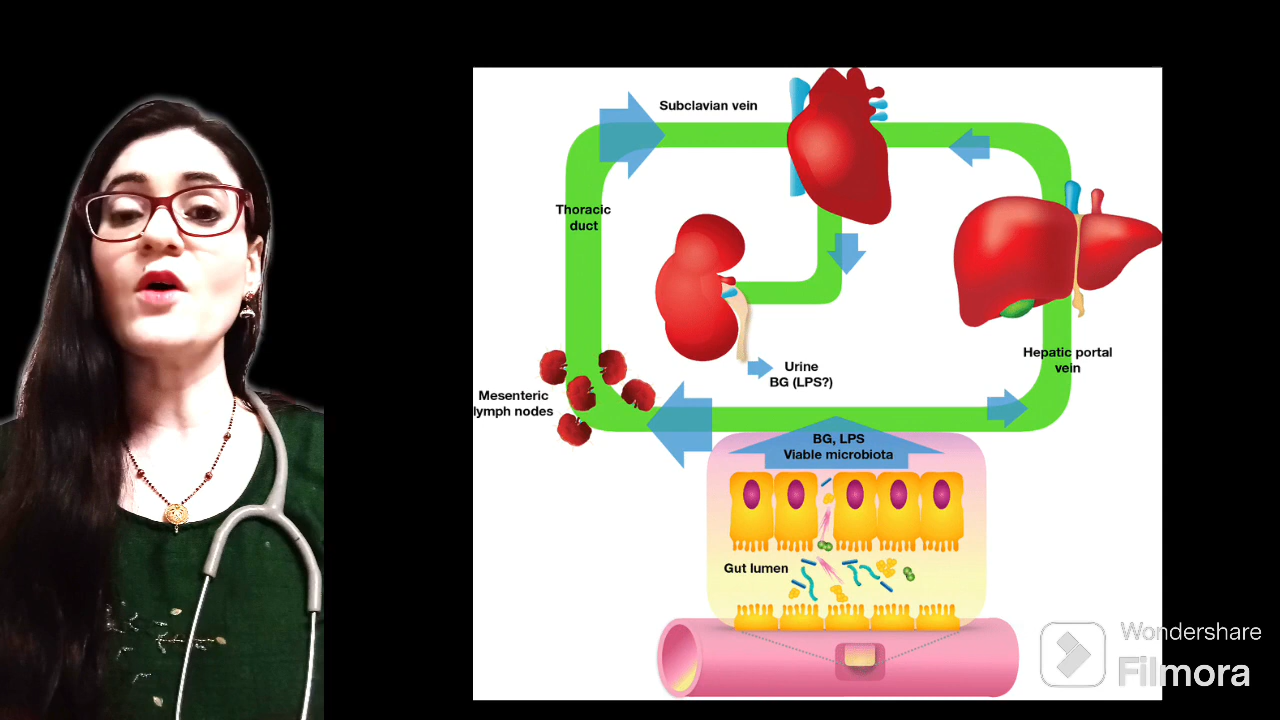 Subclavian vein
Thoracic
duct
Hepatic portal
vein
Urine
BG (LPS?)
Mesenteric
lymph nodes
BG, LPS
Viable microbiota
Gut lumen
Wondershare
Filmora